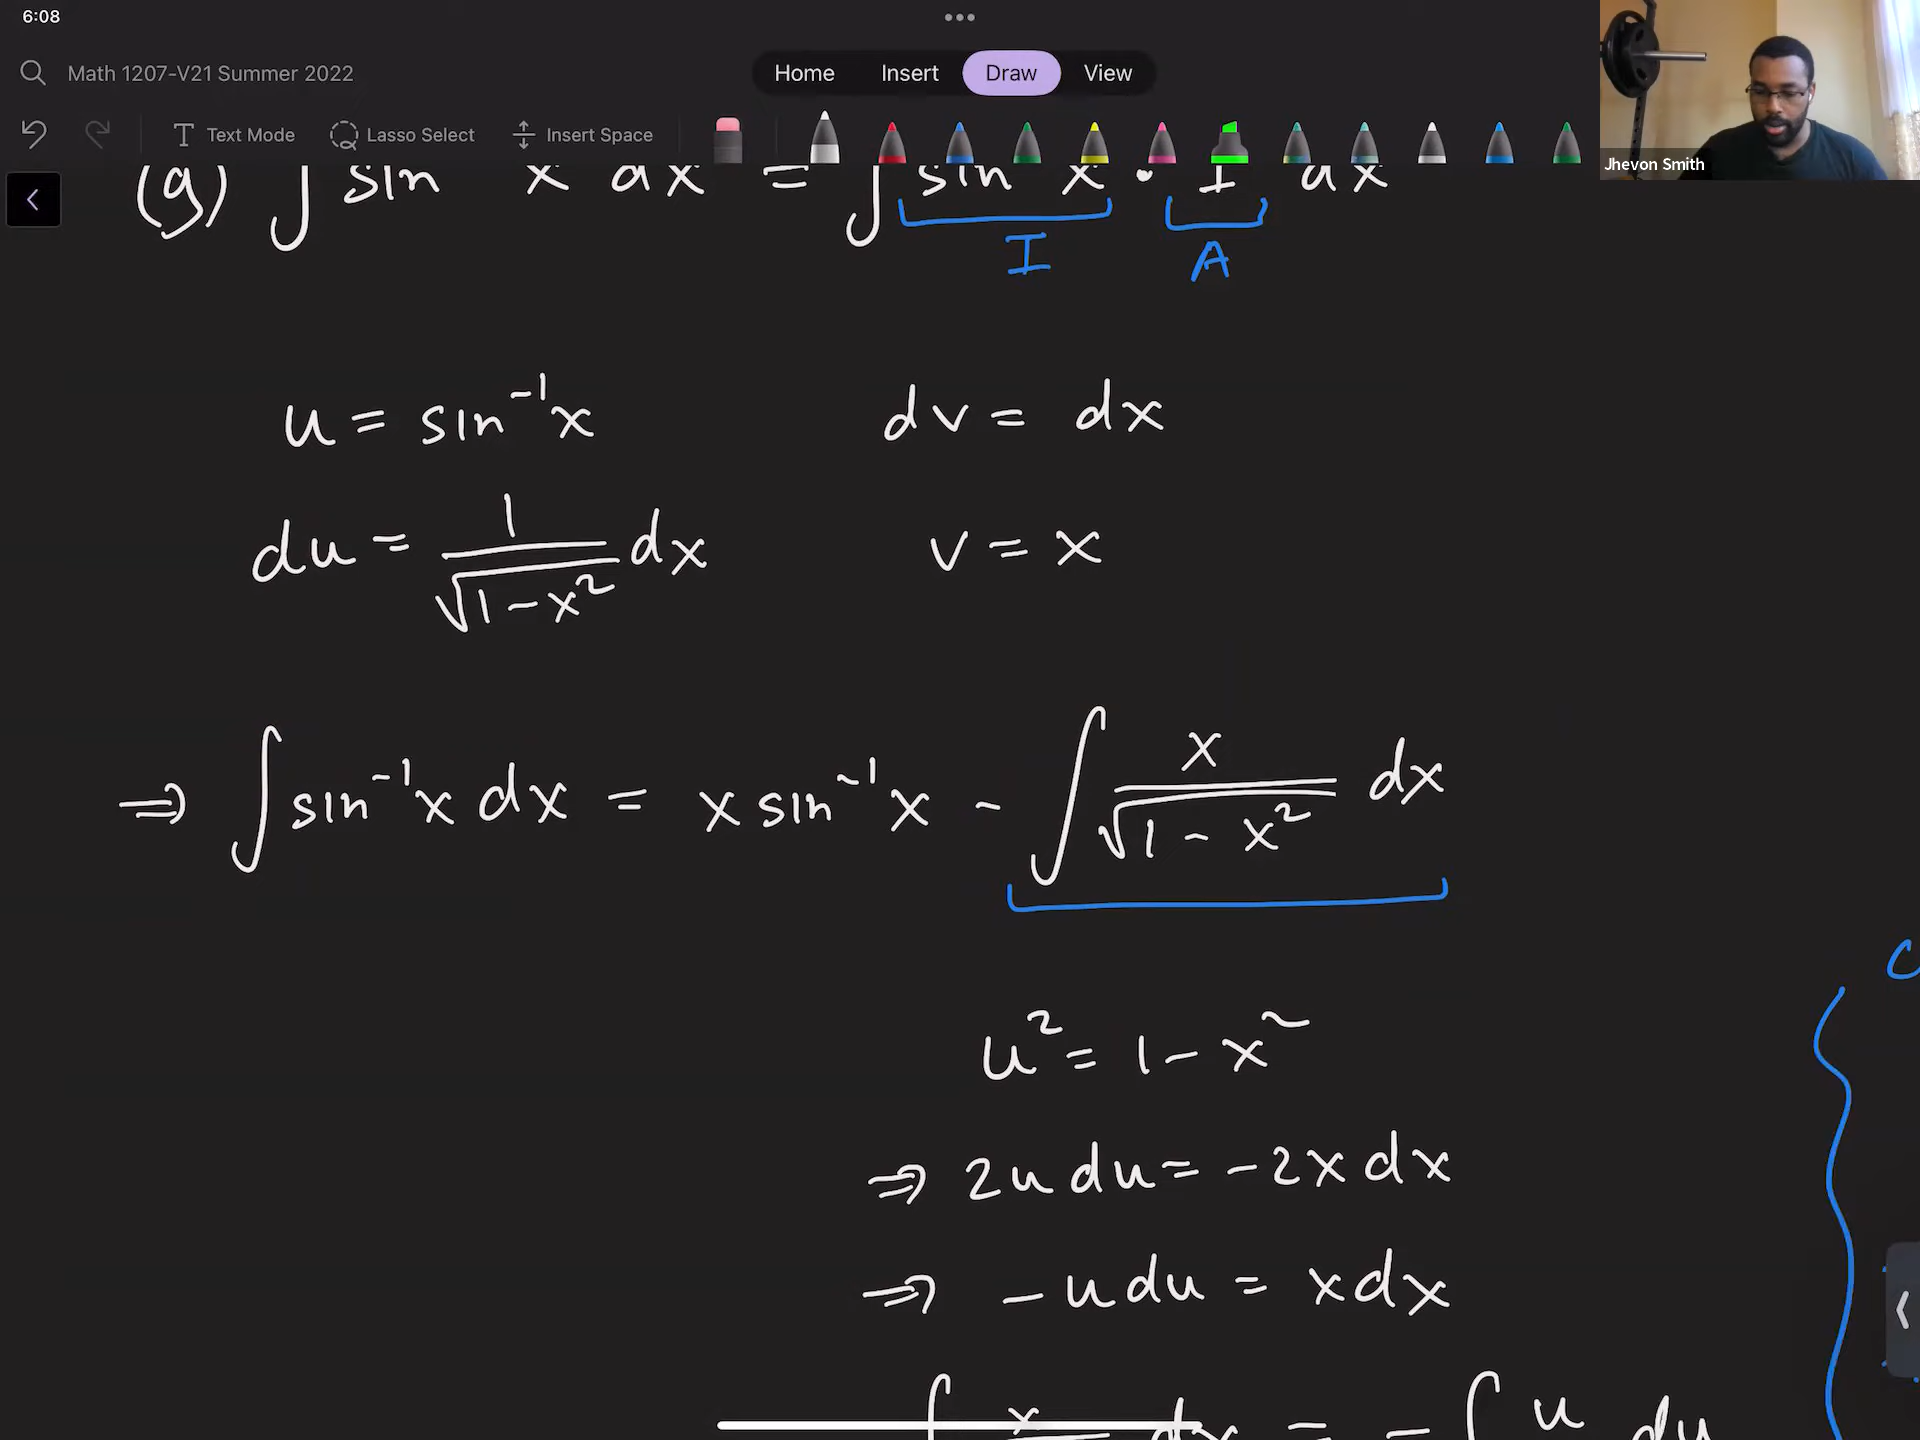 6:08
Math 1207-V21 Summer 2022
Home Insert Draw View
Text Mode Lasso Select Insert Space
Jhevon Smith
(g) ∫ sin x dx = ∫ sin x · 1 dx
I A
u = sin⁻¹x dv = dx
du = 1/√(1-x²) dx v = x
⇒ ∫ sin⁻¹x dx = x sin⁻¹x - ∫ x/√(1-x²) dx
u² = 1-x²
⇒ 2u du = -2x dx
⇒ -u du = x dx
∫ x dx = -∫ u du